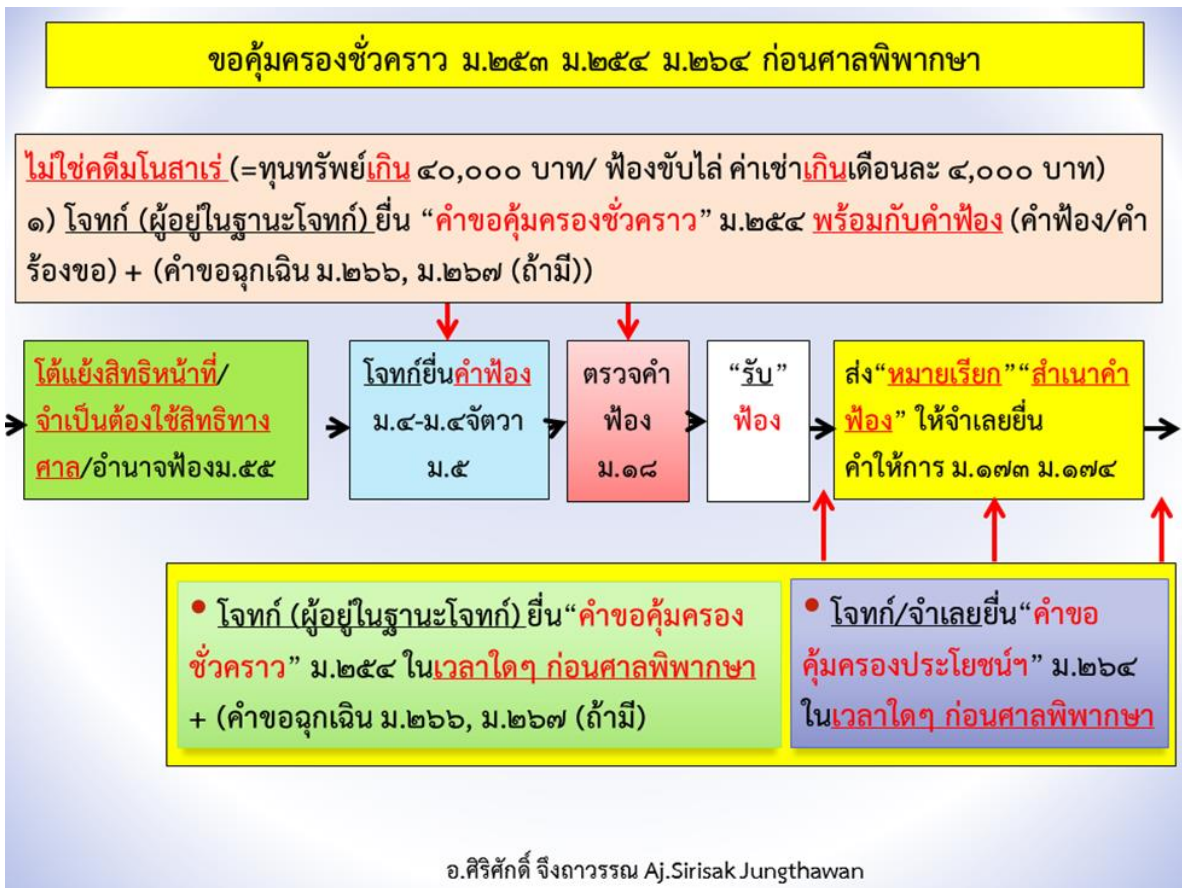 ขอคุ้มครองชั่วคราว ม.๒๕๓ ม.๒๕๔ ม.๒๖๔ ก่อนศาลพิพากษา
ไม่ใช่คดีมโนสาเร่ (=ทุนทรัพย์เกิน ๔๐,๐๐๐ บาท/ ฟ้องขับไล่ ค่าเช่าเกินเดือนละ ๔,๐๐๐ บาท)
๑) โจทก์ (ผู้อยู่ในฐานะโจทก์) ยื่น “คำขอคุ้มครองชั่วคราว” ม.๒๕๔ พร้อมกับคำฟ้อง (คำฟ้อง/คำ
ร้องขอ) + (คำขอฉุกเฉิน ม.๒๖๖, ม.๒๖๗ (ถ้ามี))
โต้แย้งสิทธิหน้าที่/
จำเป็นต้องใช้สิทธิทาง
ศาล/อำนาจฟ้องม.๕๕
โจทก์ยื่นคำฟ้อง
ม.๔-ม.๔จัตวา
ม.๕
ตรวจคำ
ฟ้อง
ม.๑๘
“รับ”
ฟ้อง
ส่ง“หมายเรียก”“สำเนาคำ
ฟ้อง” ให้จำเลยยื่น
คำให้การ ม.๑๗๓ ม.๑๗๔
• โจทก์ (ผู้อยู่ในฐานะโจทก์) ยื่น“คำขอคุ้มครอง
ชั่วคราว” ม.๒๕๔ ในเวลาใดๆ ก่อนศาลพิพากษา
+ (คำขอฉุกเฉิน ม.๒๖๖, ม.๒๖๗ (ถ้ามี)
• โจทก์/จำเลยยื่น“คำขอ
คุ้มครองประโยชน์ฯ” ม.๒๖๔
ในเวลาใดๆ ก่อนศาลพิพากษา
อ.ศิริศักดิ์ จึงถาวรรณ Aj.Sirisak Jungthawan